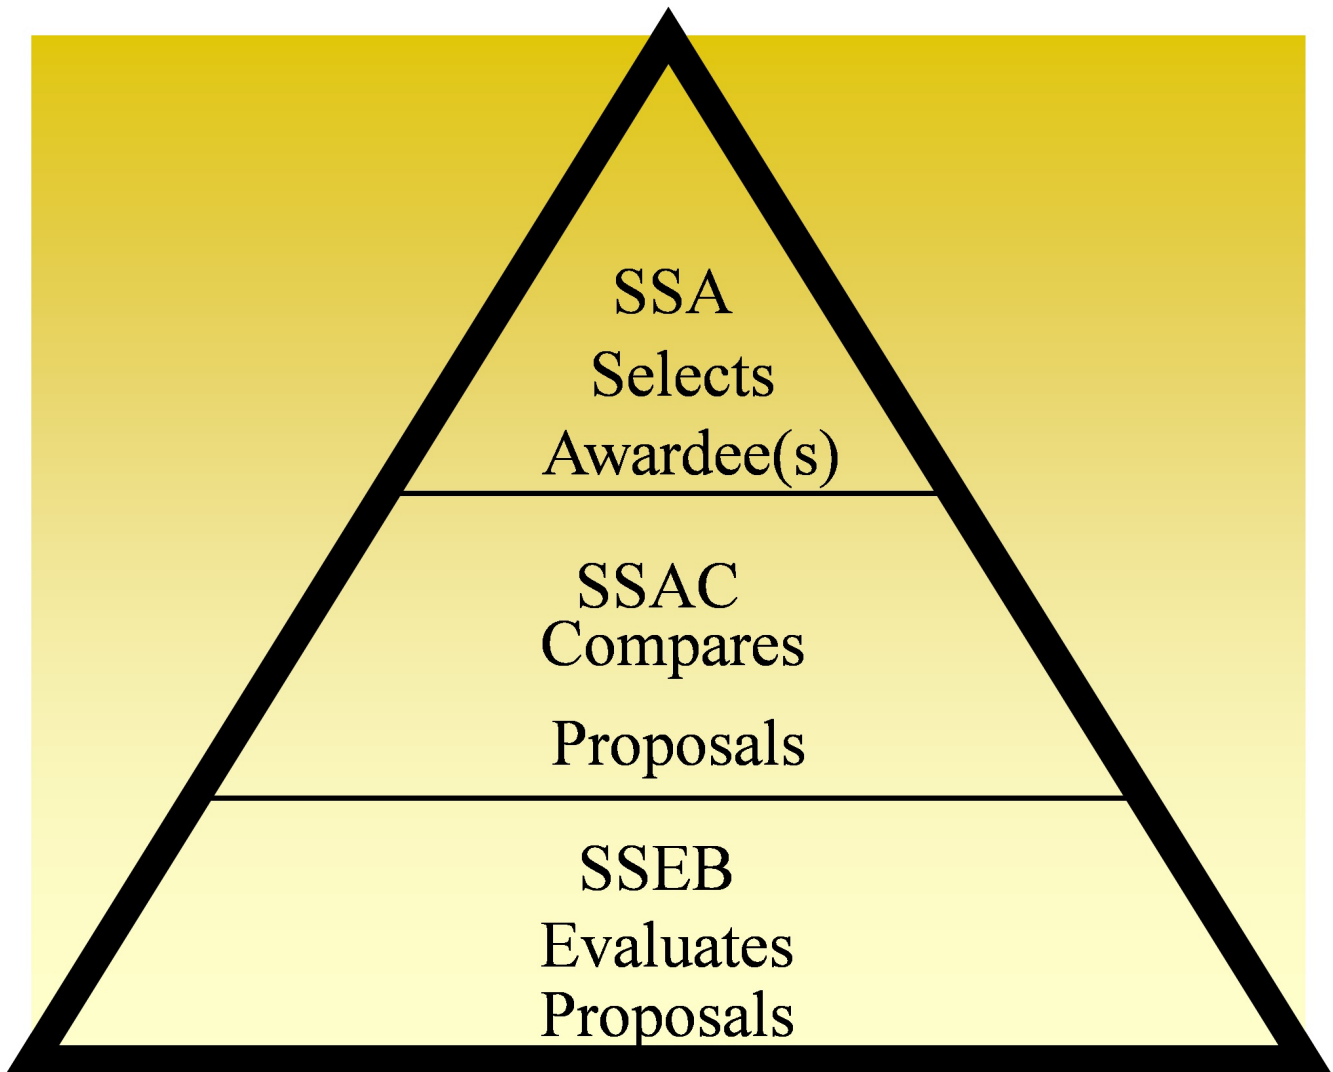 SSA
Selects
Awardee(s)
SSAC
Compares
Proposals
SSEB
Evaluates
Proposals